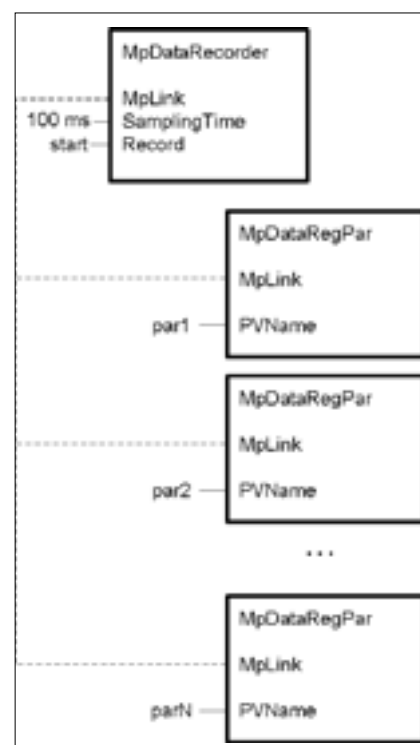 MpDataRecorder
MpLink
100 ms SamplingTime
start Record
MpDataRegPar
MpLink
par1 PVName
MpDataRegPar
MpLink
par2 PVName
...
MpDataRegPar
MpLink
parN PVName